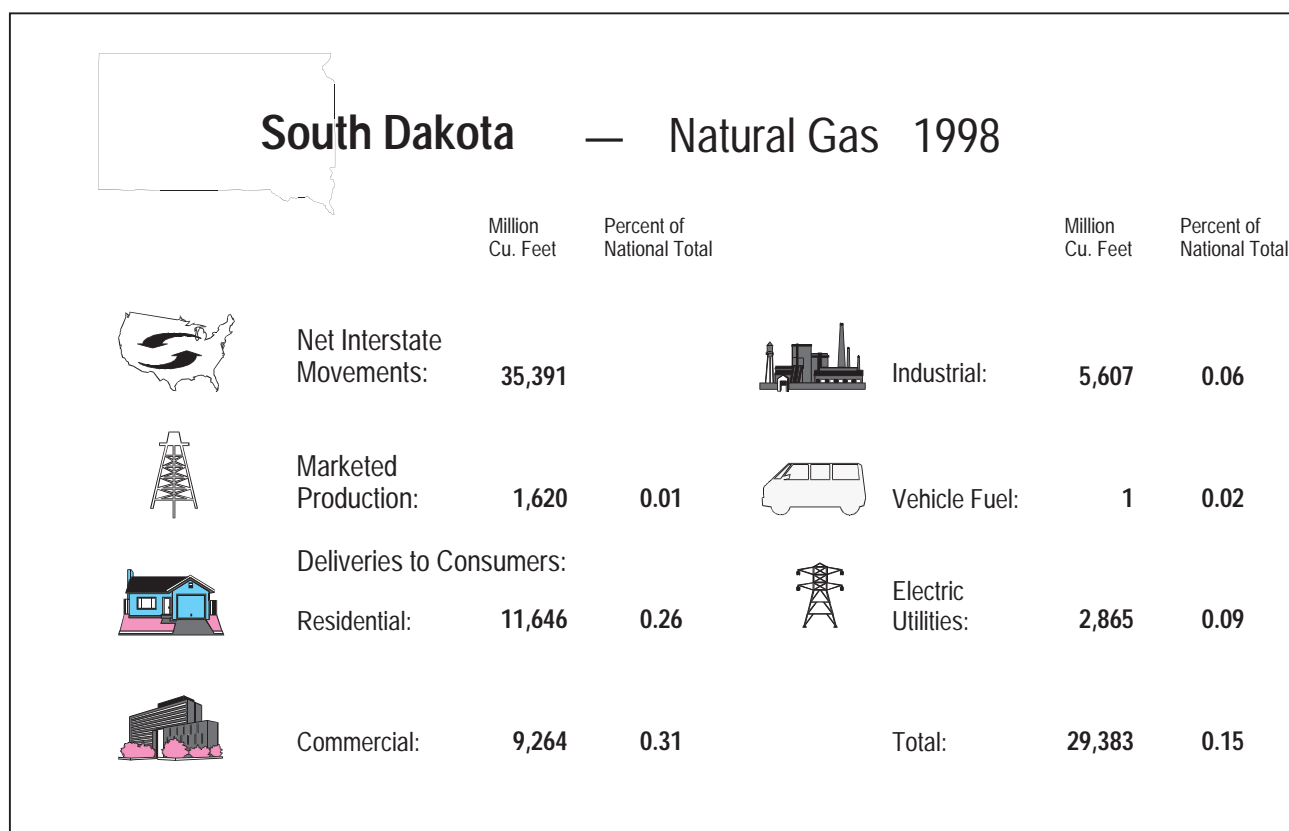 South Dakota — Natural Gas 1998
Million
Cu. Feet
Percent of
National Total
Million
Cu. Feet
Percent of
National Total
Net Interstate
Movements: 35,391
Marketed
Production: 1,620 0.01
Deliveries to Consumers:
Residential: 11,646 0.26
Commercial: 9,264 0.31
Industrial: 5,607 0.06
Vehicle Fuel: 1 0.02
Electric
Utilities: 2,865 0.09
Total: 29,383 0.15